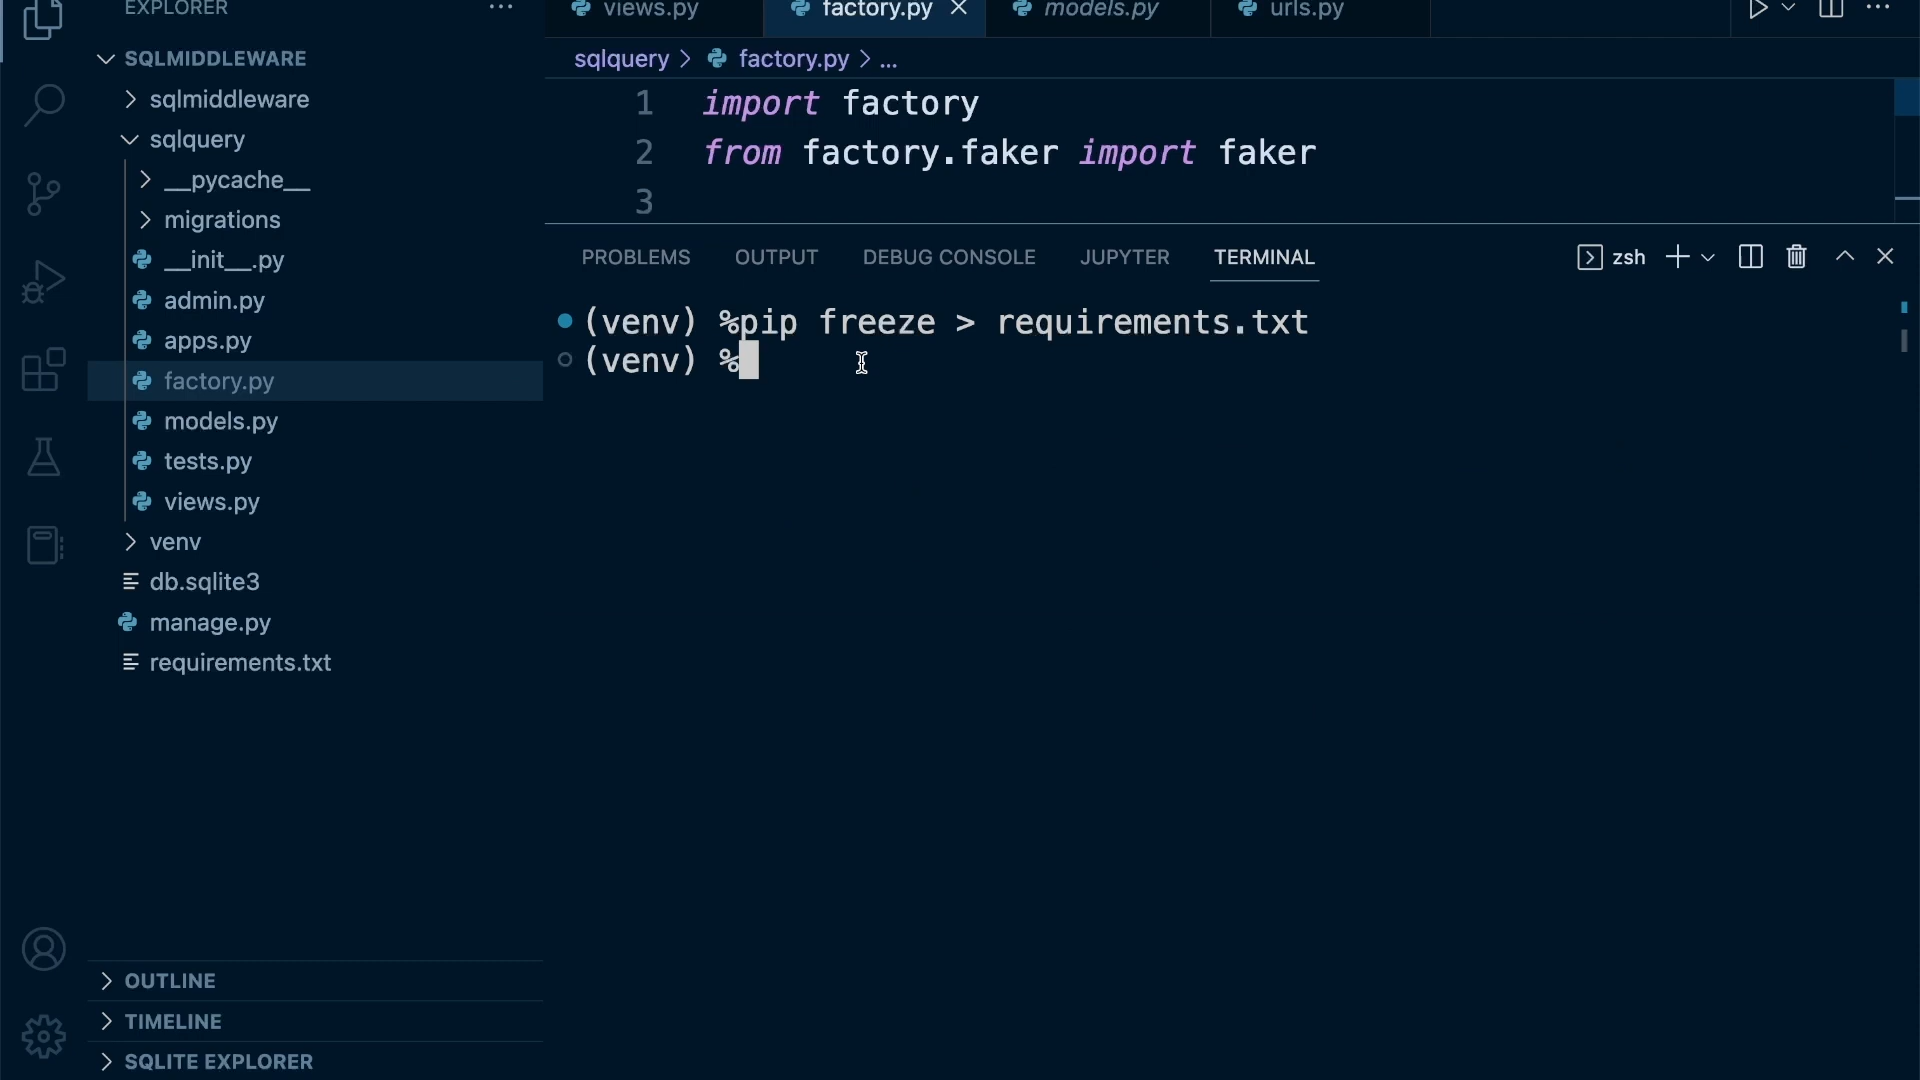 EXPLORER
SQLMIDDLEWARE
sqlmiddleware
sqlquery
__pycache__
migrations
__init__.py
admin.py
apps.py
factory.py
models.py
tests.py
views.py
venv
db.sqlite3
manage.py
requirements.txt
OUTLINE
TIMELINE
SQLITE EXPLORER
views.py factory.py models.py urls.py
sqlquery > factory.py > ...
1 import factory
2 from factory.faker import faker
3
PROBLEMS OUTPUT DEBUG CONSOLE JUPYTER TERMINAL zsh
(venv) %pip freeze > requirements.txt
(venv) %